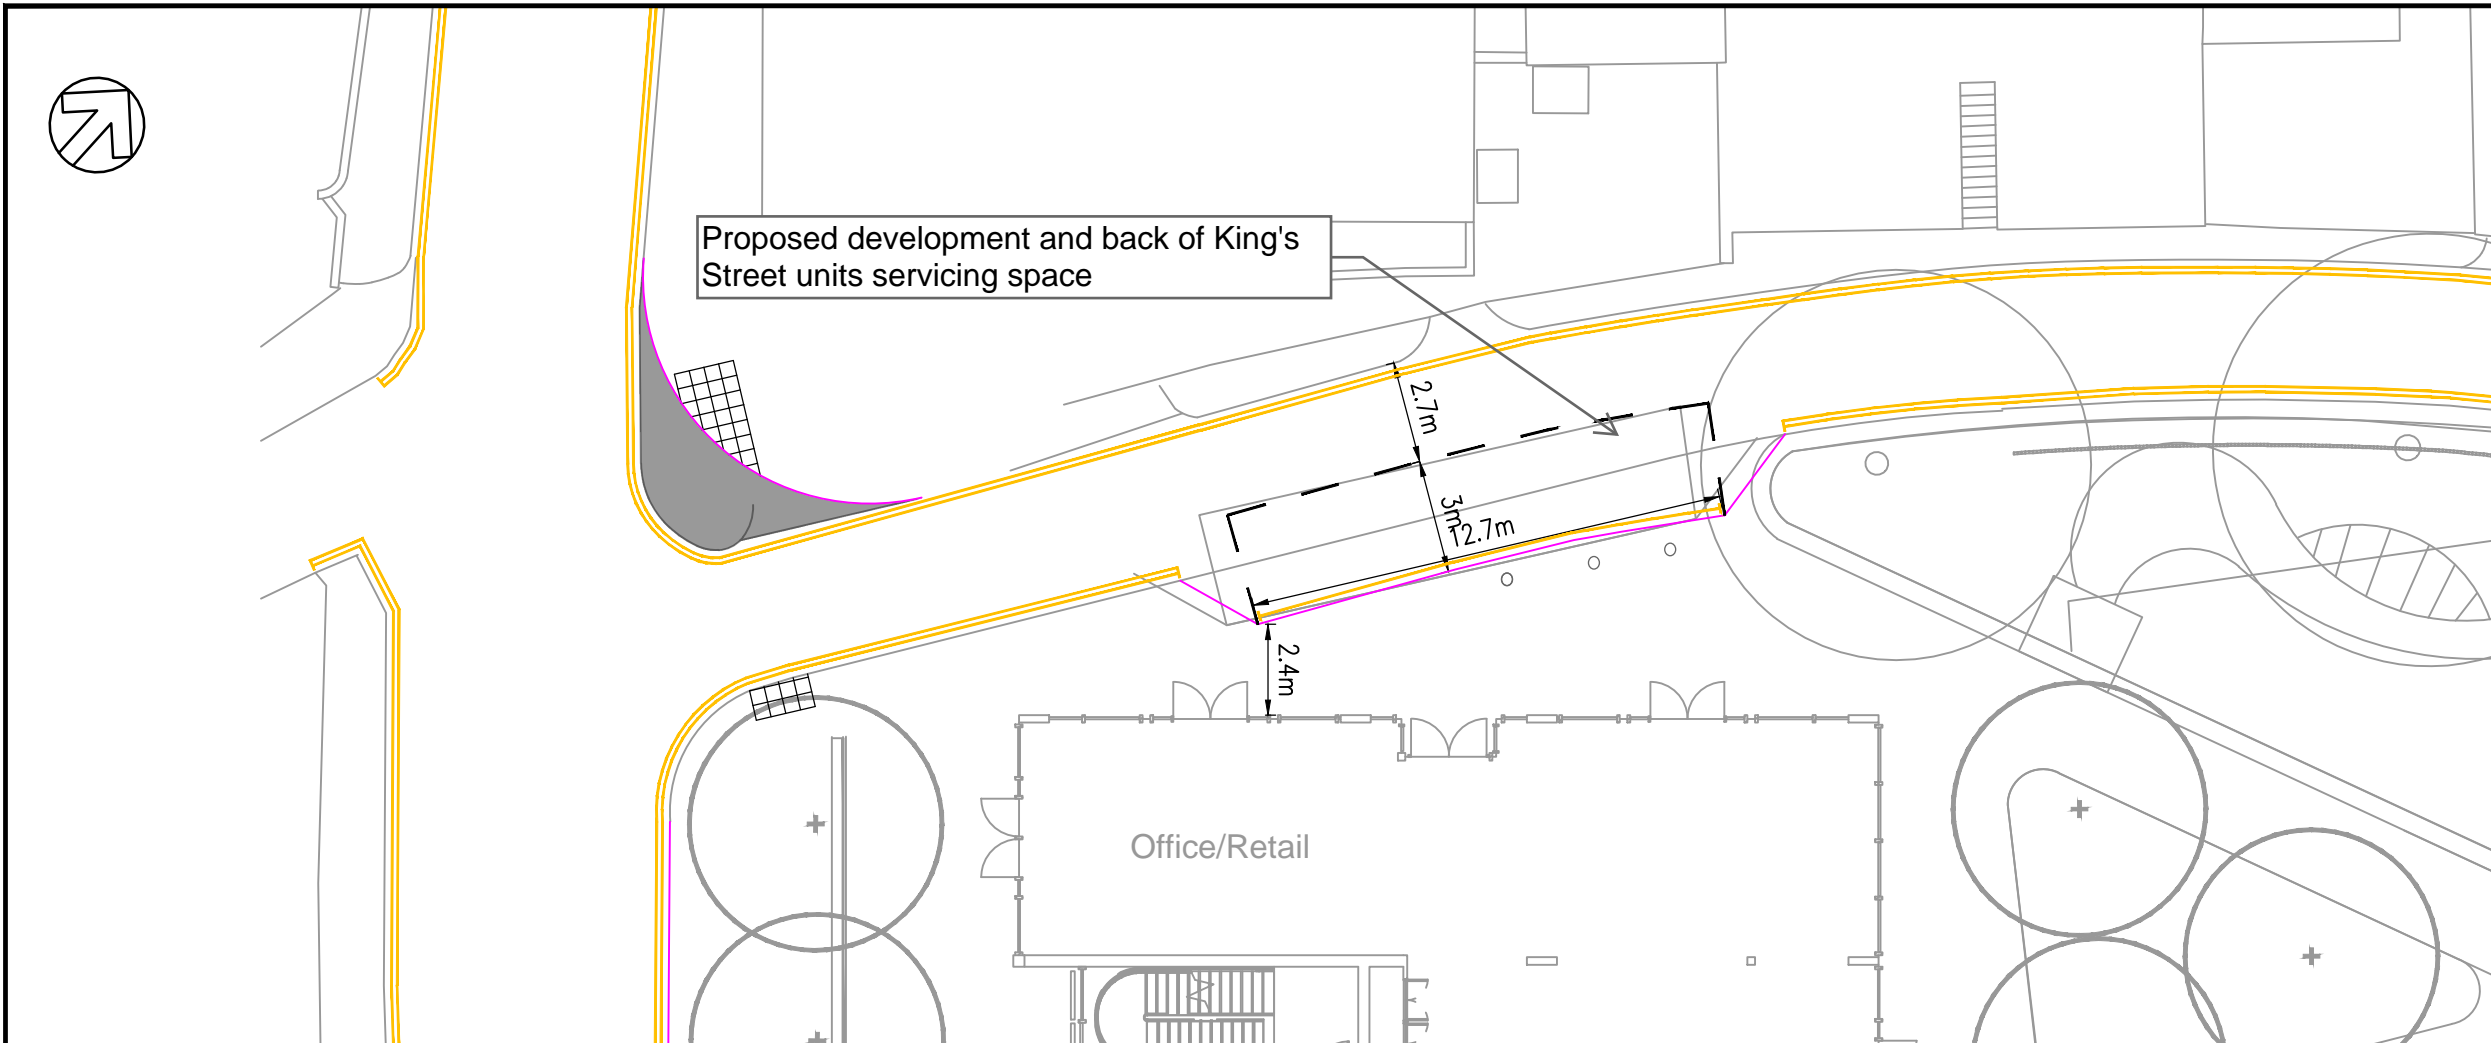 Proposed development and back of King's
Street units servicing space
2.7m
3m
12.7m
2.4m
Office/Retail